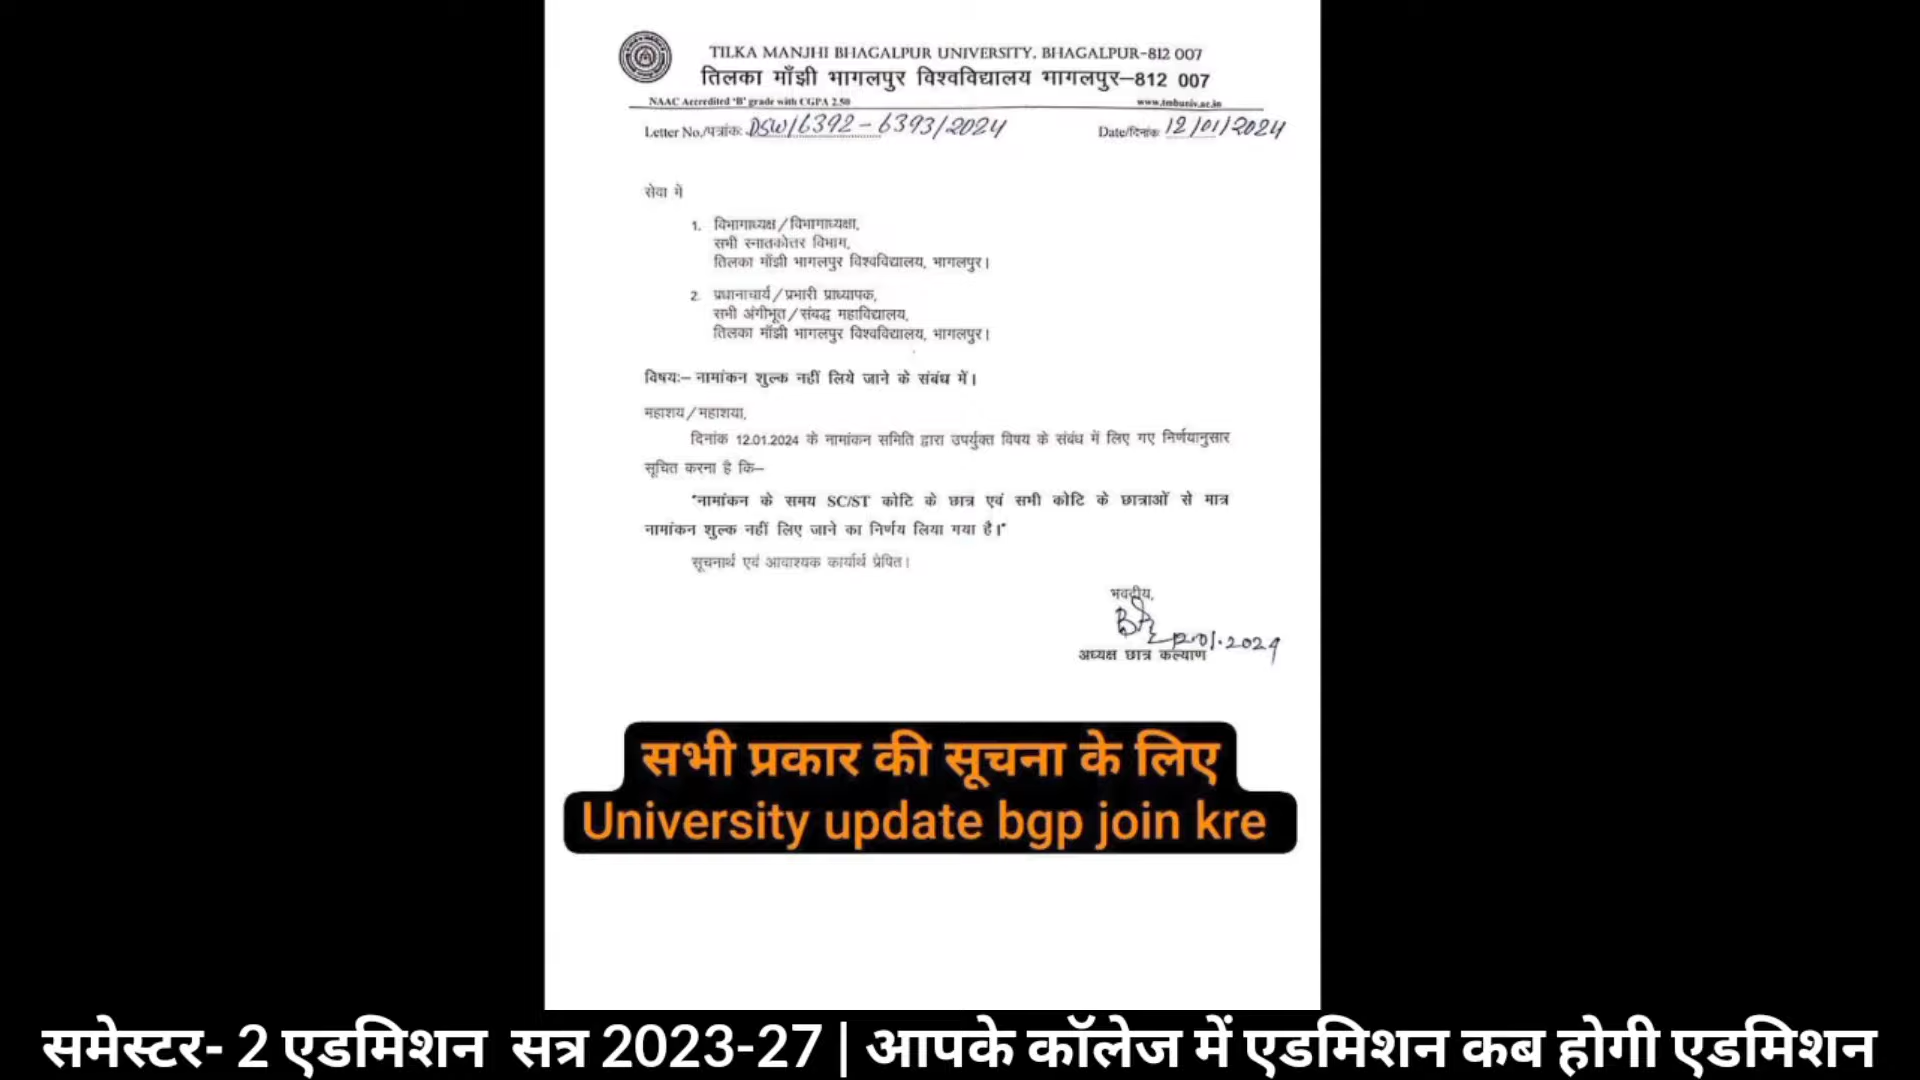 TILKA MANJHI BHAGALPUR UNIVERSITY, BHAGALPUR-812 007
तिलका माँझी भागलपुर विश्वविद्यालय भागलपुर–812 007
NAAC Accredited 'B' grade with CGPA 2.50 www.tmbuniv.ac.in
Letter No./पत्रांक: DSW/6392-6393/2024 Date/दिनांक 12/01/2024
सेवा में
1. विभागाध्यक्ष/विभागाध्यक्षा,
सभी स्नातकोत्तर विभाग,
तिलका माँझी भागलपुर विश्वविद्यालय, भागलपुर।
2. प्रधानाचार्य/प्रभारी प्राध्यापक,
सभी अंगीभूत/संबद्ध महाविद्यालय,
तिलका माँझी भागलपुर विश्वविद्यालय, भागलपुर।
विषय:– नामांकन शुल्क नहीं लिये जाने के संबंध में।
महाशय/महाशया,
दिनांक 12.01.2024 के नामांकन समिति द्वारा उपर्युक्त विषय के संबंध में लिए गए निर्णयानुसार
सूचित करना है कि–
"नामांकन के समय SC/ST कोटि के छात्र एवं सभी कोटि के छात्राओं से मात्र
नामांकन शुल्क नहीं लिए जाने का निर्णय लिया गया है।"
सूचनार्थ एवं आवाश्यक कार्यार्थ प्रेषित।
भवदीय,
12.01.2024
अध्यक्ष छात्र कल्याण
सभी प्रकार की सूचना के लिए
University update bgp join kre
समेस्टर- 2 एडमिशन सत्र 2023-27 | आपके कॉलेज में एडमिशन कब होगी एडमिशन